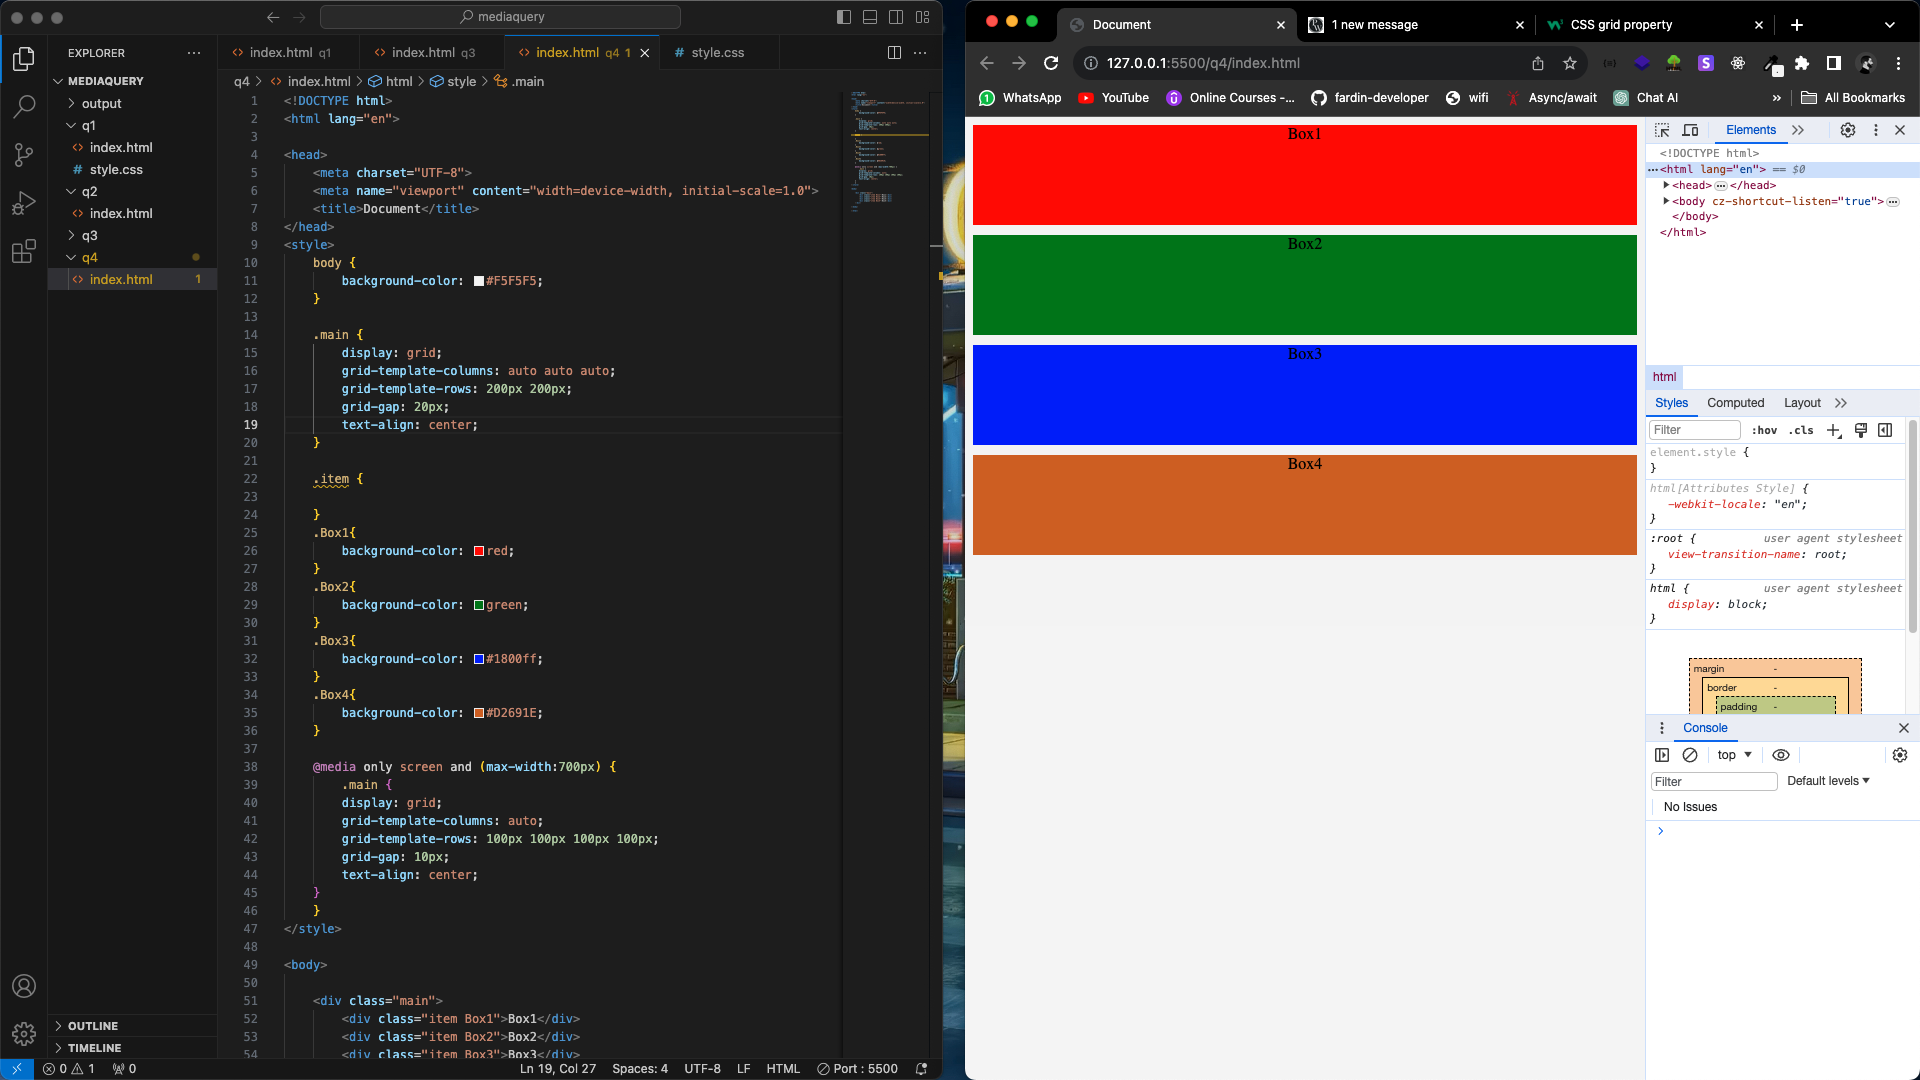 mediaquery
EXPLORER
MEDIAQUERY
output
q1
index.html
style.css
q2
index.html
q3
q4
index.html 1
OUTLINE
TIMELINE
index.html q1
index.html q3
index.html q4 1
style.css
q4 > index.html > html > style > .main
1 <!DOCTYPE html>
2 <html lang="en">
3
4 <head>
5 <meta charset="UTF-8">
6 <meta name="viewport" content="width=device-width, initial-scale=1.0">
7 <title>Document</title>
8 </head>
9 <style>
10 body {
11 background-color: #F5F5F5;
12 }
13
14 .main {
15 display: grid;
16 grid-template-columns: auto auto auto;
17 grid-template-rows: 200px 200px;
18 grid-gap: 20px;
19 text-align: center;
20 }
21
22 .item {
23
24 }
25 .Box1{
26 background-color: red;
27 }
28 .Box2{
29 background-color: green;
30 }
31 .Box3{
32 background-color: #1800ff;
33 }
34 .Box4{
35 background-color: #D2691E;
36 }
37
38 @media only screen and (max-width:700px) {
39 .main {
40 display: grid;
41 grid-template-columns: auto;
42 grid-template-rows: 100px 100px 100px 100px;
43 grid-gap: 10px;
44 text-align: center;
45 }
46 }
47 </style>
48
49 <body>
50
51 <div class="main">
52 <div class="item Box1">Box1</div>
53 <div class="item Box2">Box2</div>
54 <div class="item Box3">Box3</div>
0 1 0
Ln 19, Col 27 Spaces: 4 UTF-8 LF HTML Port : 5500
Document
1 new message
CSS grid property
127.0.0.1:5500/q4/index.html
WhatsApp YouTube Online Courses -... fardin-developer wifi Async/await Chat AI » All Bookmarks
Box1
Box2
Box3
Box4
Elements
<!DOCTYPE html>
<html lang="en"> == $0
<head> </head>
<body cz-shortcut-listen="true">
</body>
</html>
html
Styles Computed Layout
Filter :hov .cls
element.style {
}
html[Attributes Style] {
-webkit-locale: "en";
}
:root { user agent stylesheet
view-transition-name: root;
}
html { user agent stylesheet
display: block;
}
margin -
border -
padding -
Console
top
Filter Default levels
No Issues